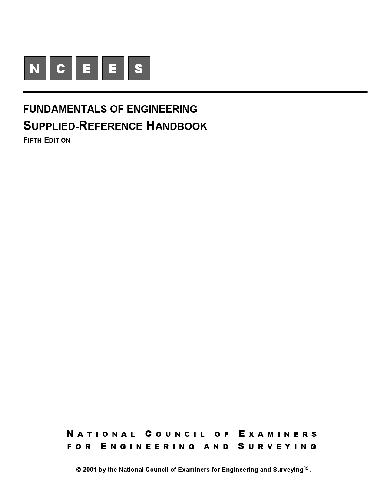 N C E E S
FUNDAMENTALS OF ENGINEERING
SUPPLIED-REFERENCE HANDBOOK
FIFTH EDITION
NATIONAL COUNCIL OF EXAMINERS
FOR ENGINEERING AND SURVEYING
© 2001 by the National Council of Examiners for Engineering and Surveying®.